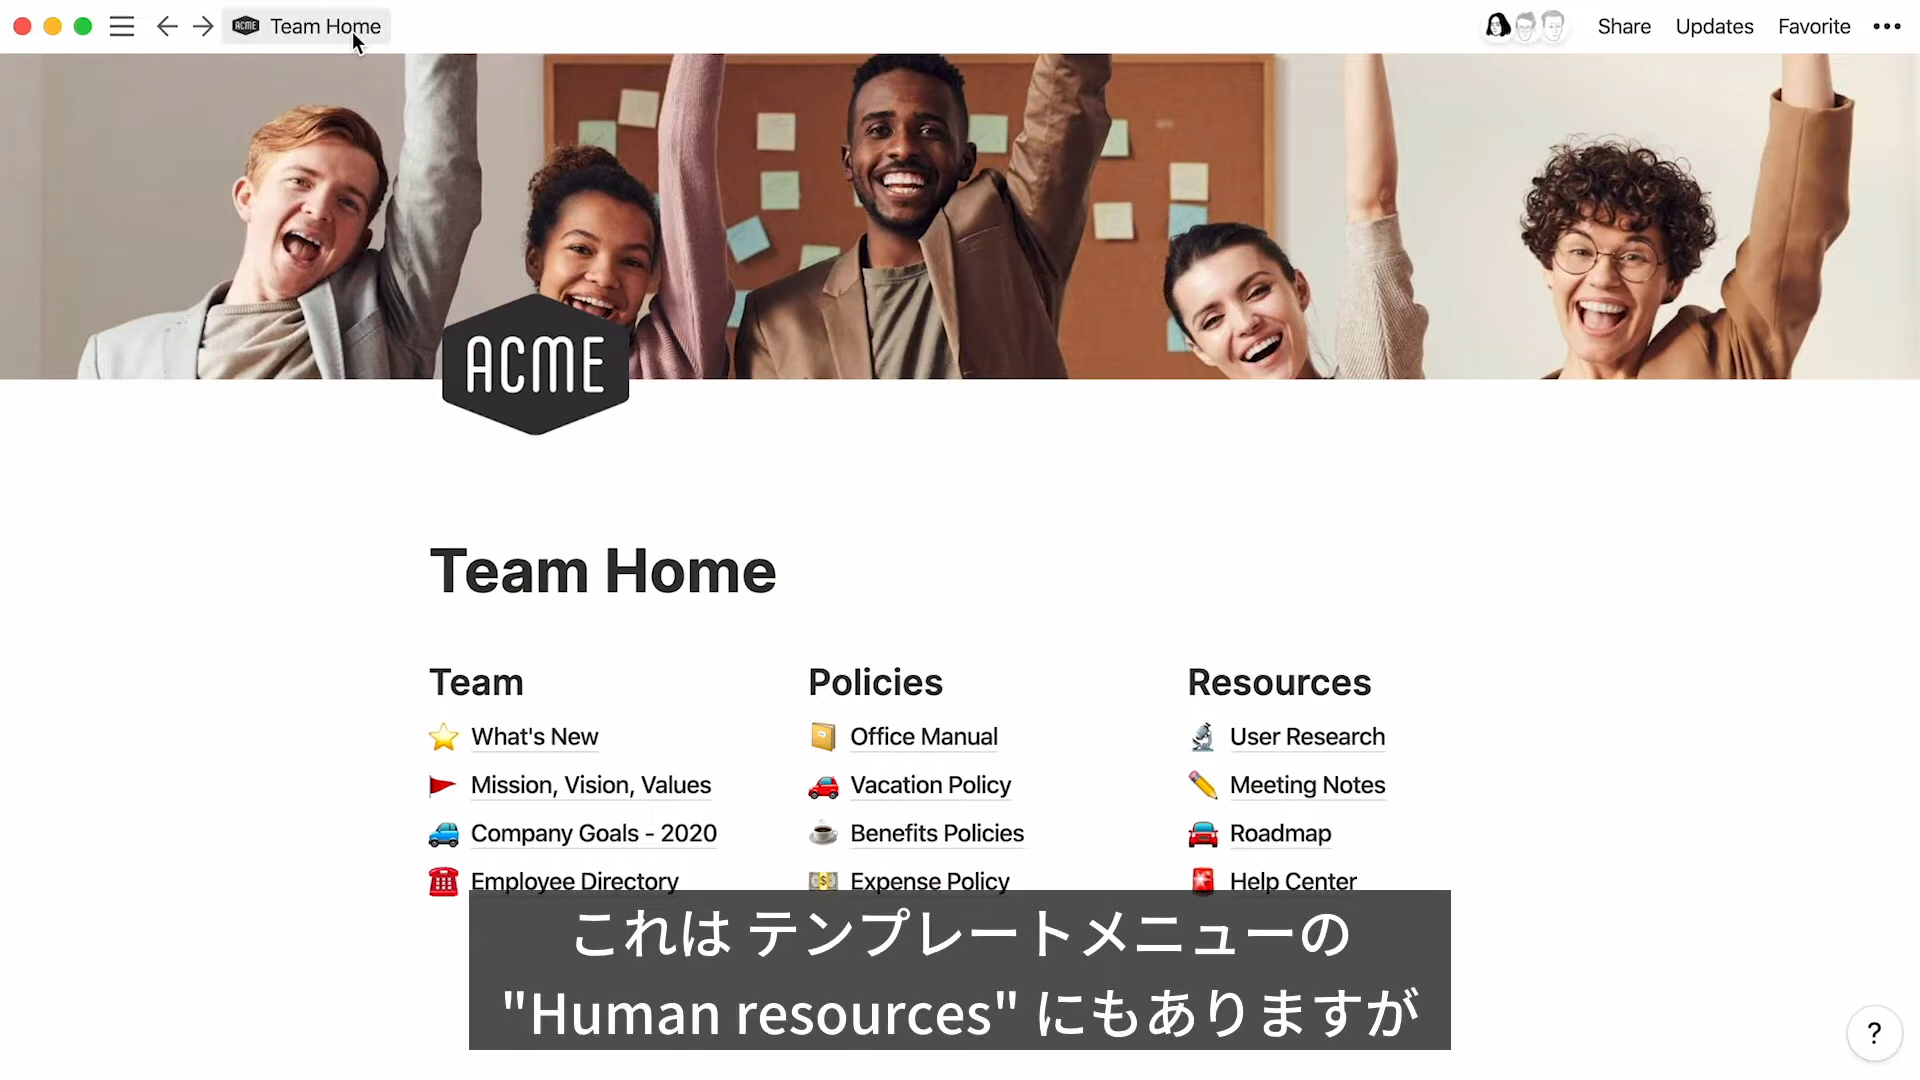 ACME Team Home
Share Updates Favorite
ACME
Team Home
Team
What's New
Mission, Vision, Values
Company Goals - 2020
Employee Directory
Policies
Office Manual
Vacation Policy
Benefits Policies
Expense Policy
Resources
User Research
Meeting Notes
Roadmap
Help Center
これは テンプレートメニューの
"Human resources" にもありますが
?